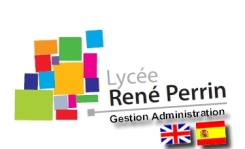 Lycée
René Perrin
Gestion Administration